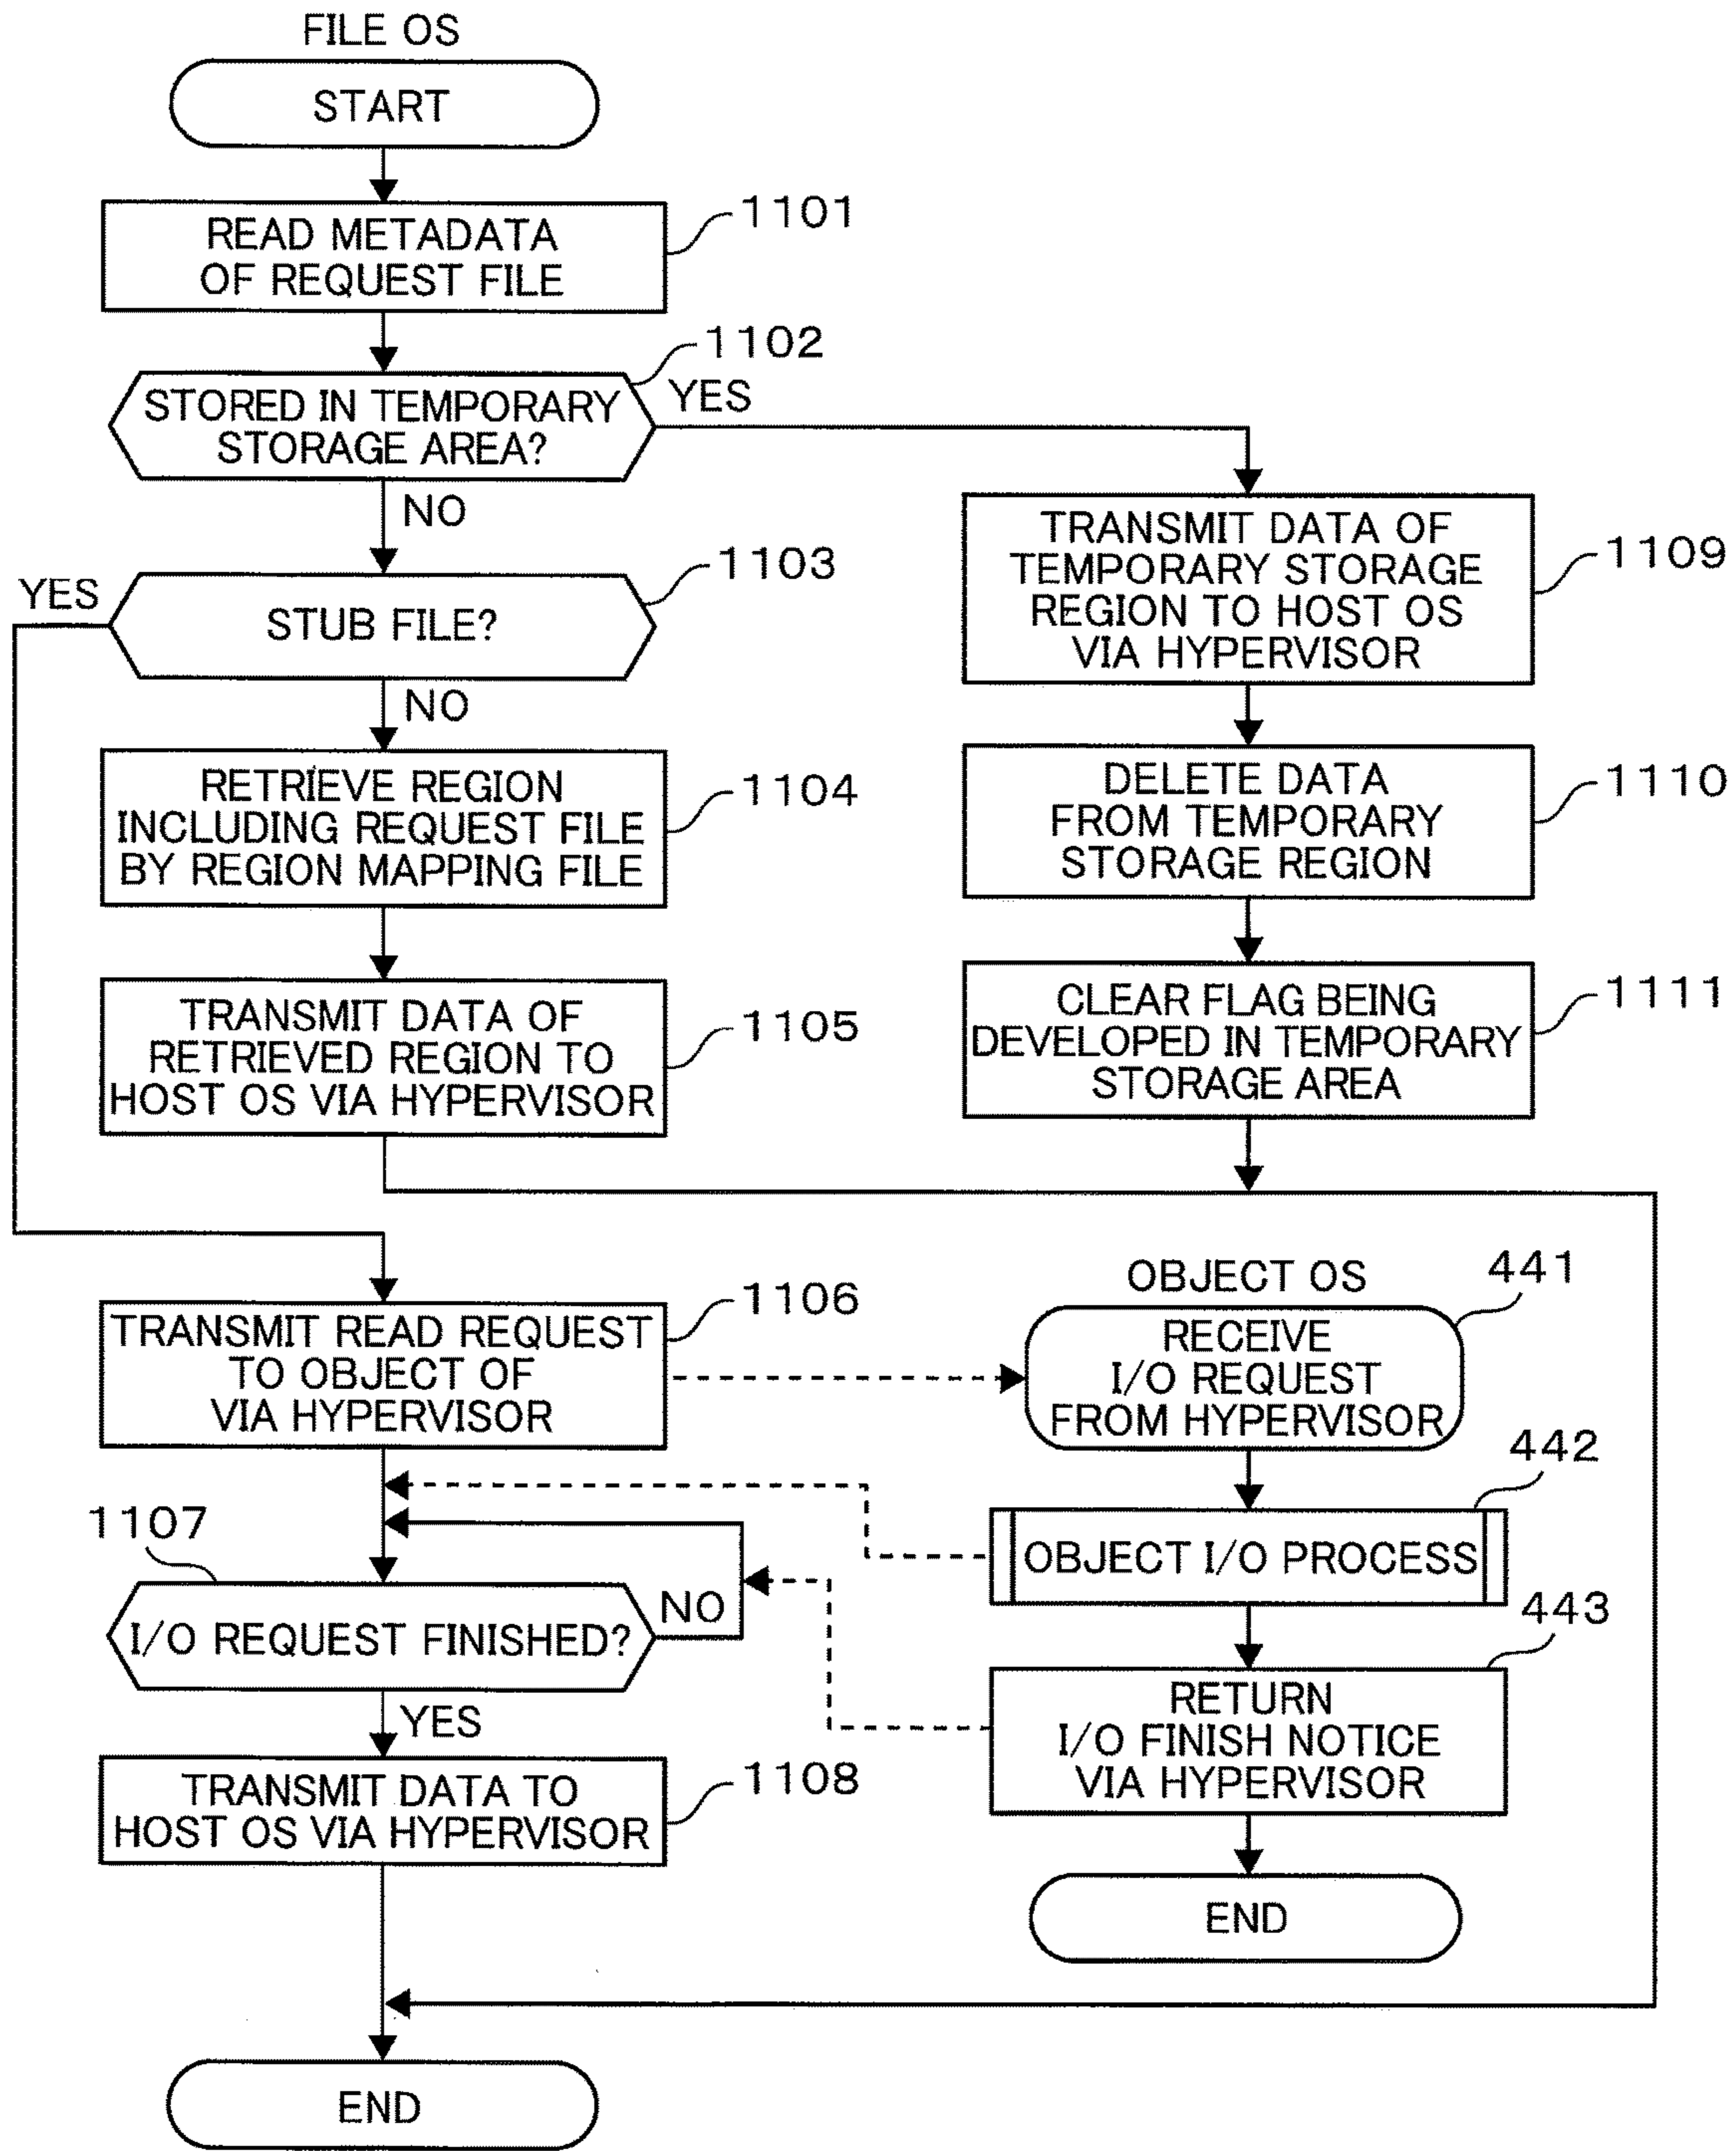 FILE OS
START
READ METADATA
OF REQUEST FILE
1101
STORED IN TEMPORARY
STORAGE AREA?
1102
YES
NO
STUB FILE?
1103
YES
NO
RETRIEVE REGION
INCLUDING REQUEST FILE
BY REGION MAPPING FILE
1104
TRANSMIT DATA OF
RETRIEVED REGION TO
HOST OS VIA HYPERVISOR
1105
TRANSMIT DATA OF
TEMPORARY STORAGE
REGION TO HOST OS
VIA HYPERVISOR
1109
DELETE DATA
FROM TEMPORARY
STORAGE REGION
1110
CLEAR FLAG BEING
DEVELOPED IN TEMPORARY
STORAGE AREA
1111
TRANSMIT READ REQUEST
TO OBJECT OF
VIA HYPERVISOR
1106
1107
I/O REQUEST FINISHED?
NO
YES
TRANSMIT DATA TO
HOST OS VIA HYPERVISOR
1108
END
OBJECT OS
441
RECEIVE
I/O REQUEST
FROM HYPERVISOR
442
OBJECT I/O PROCESS
443
RETURN
I/O FINISH NOTICE
VIA HYPERVISOR
END